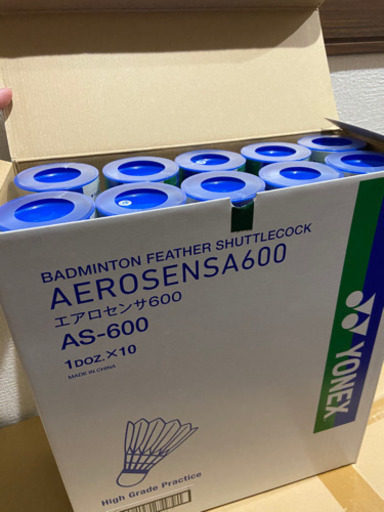 BADMINTON FEATHER SHUTTLECOCK
AEROSENSA600
エアロセンサ600
AS-600
1DOZ.×10
MADE IN CHINA
YONEX
High Grade Practice